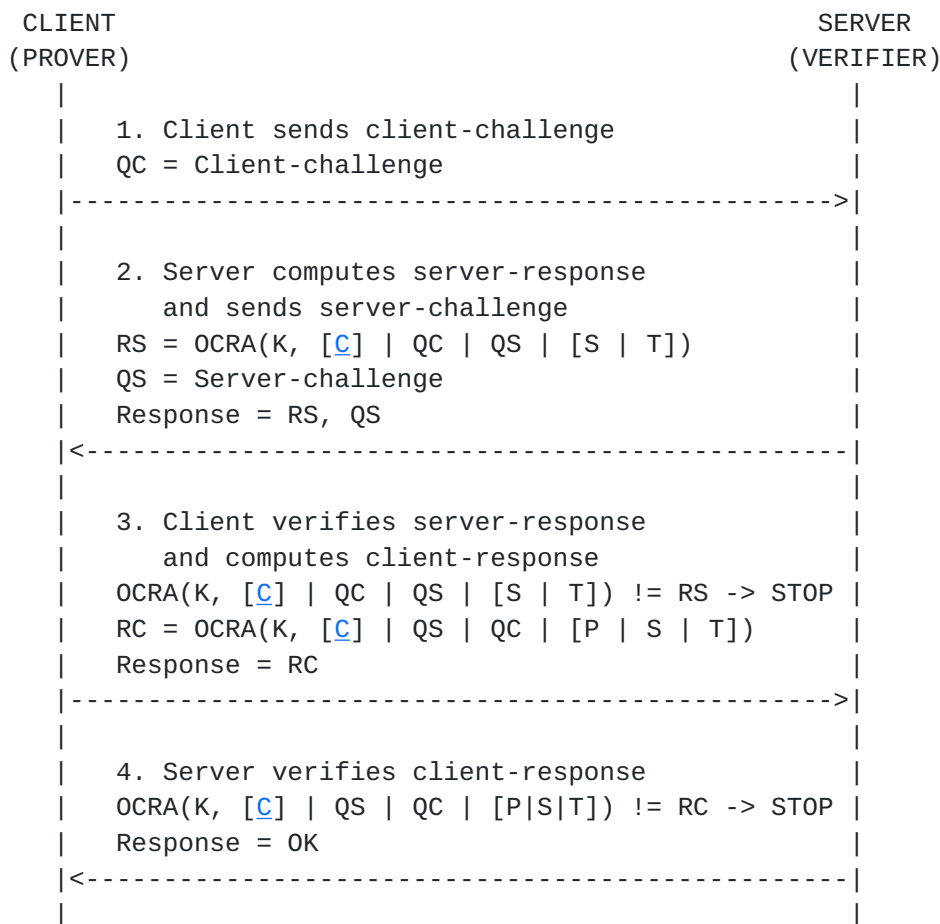 CLIENT                                             SERVER
(PROVER)                                          (VERIFIER)
|                                                   |
|   1. Client sends client-challenge                |
|   QC = Client-challenge                           |
|------------------------------------------------->|
|                                                   |
|   2. Server computes server-response              |
|      and sends server-challenge                   |
|   RS = OCRA(K, [C] | QC | QS | [S | T])           |
|   QS = Server-challenge                           |
|   Response = RS, QS                               |
|<-------------------------------------------------|
|                                                   |
|   3. Client verifies server-response              |
|      and computes client-response                 |
|   OCRA(K, [C] | QC | QS | [S | T]) != RS -> STOP |
|   RC = OCRA(K, [C] | QS | QC | [P | S | T])       |
|   Response = RC                                   |
|------------------------------------------------->|
|                                                   |
|   4. Server verifies client-response              |
|   OCRA(K, [C] | QS | QC | [P|S|T]) != RC -> STOP |
|   Response = OK                                   |
|<-------------------------------------------------|
|                                                   |